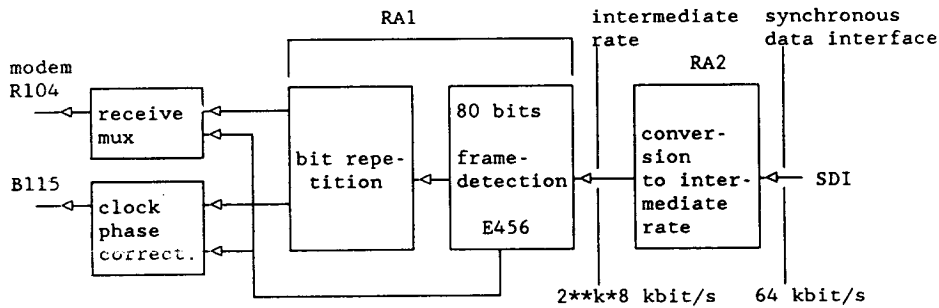 RA1
intermediate
rate
synchronous
data interface
RA2
modem
R104
receive
mux
80 bits
frame-
detection
E456
bit repe-
tition
conver-
sion
to inter-
mediate
rate
SDI
B115
clock
phase
correct.
2**k*8 kbit/s
64 kbit/s